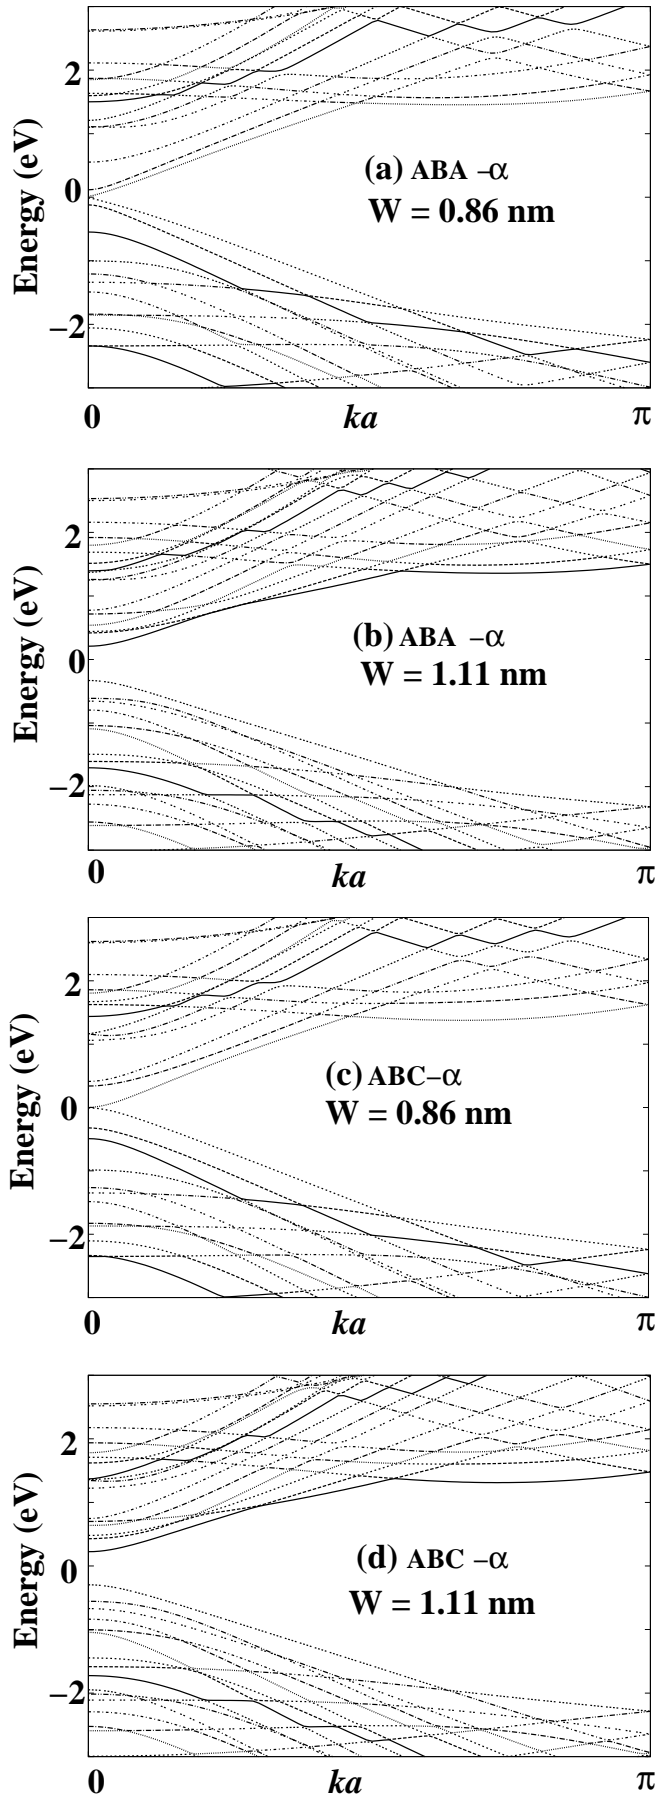 2
0
−2
Energy (eV)
(a) ABA −α
W = 0.86 nm
0
ka
π
2
0
−2
Energy (eV)
(b) ABA −α
W = 1.11 nm
0
ka
π
2
0
−2
Energy (eV)
(c) ABC−α
W = 0.86 nm
0
ka
π
2
0
−2
Energy (eV)
(d) ABC −α
W = 1.11 nm
0
ka
π